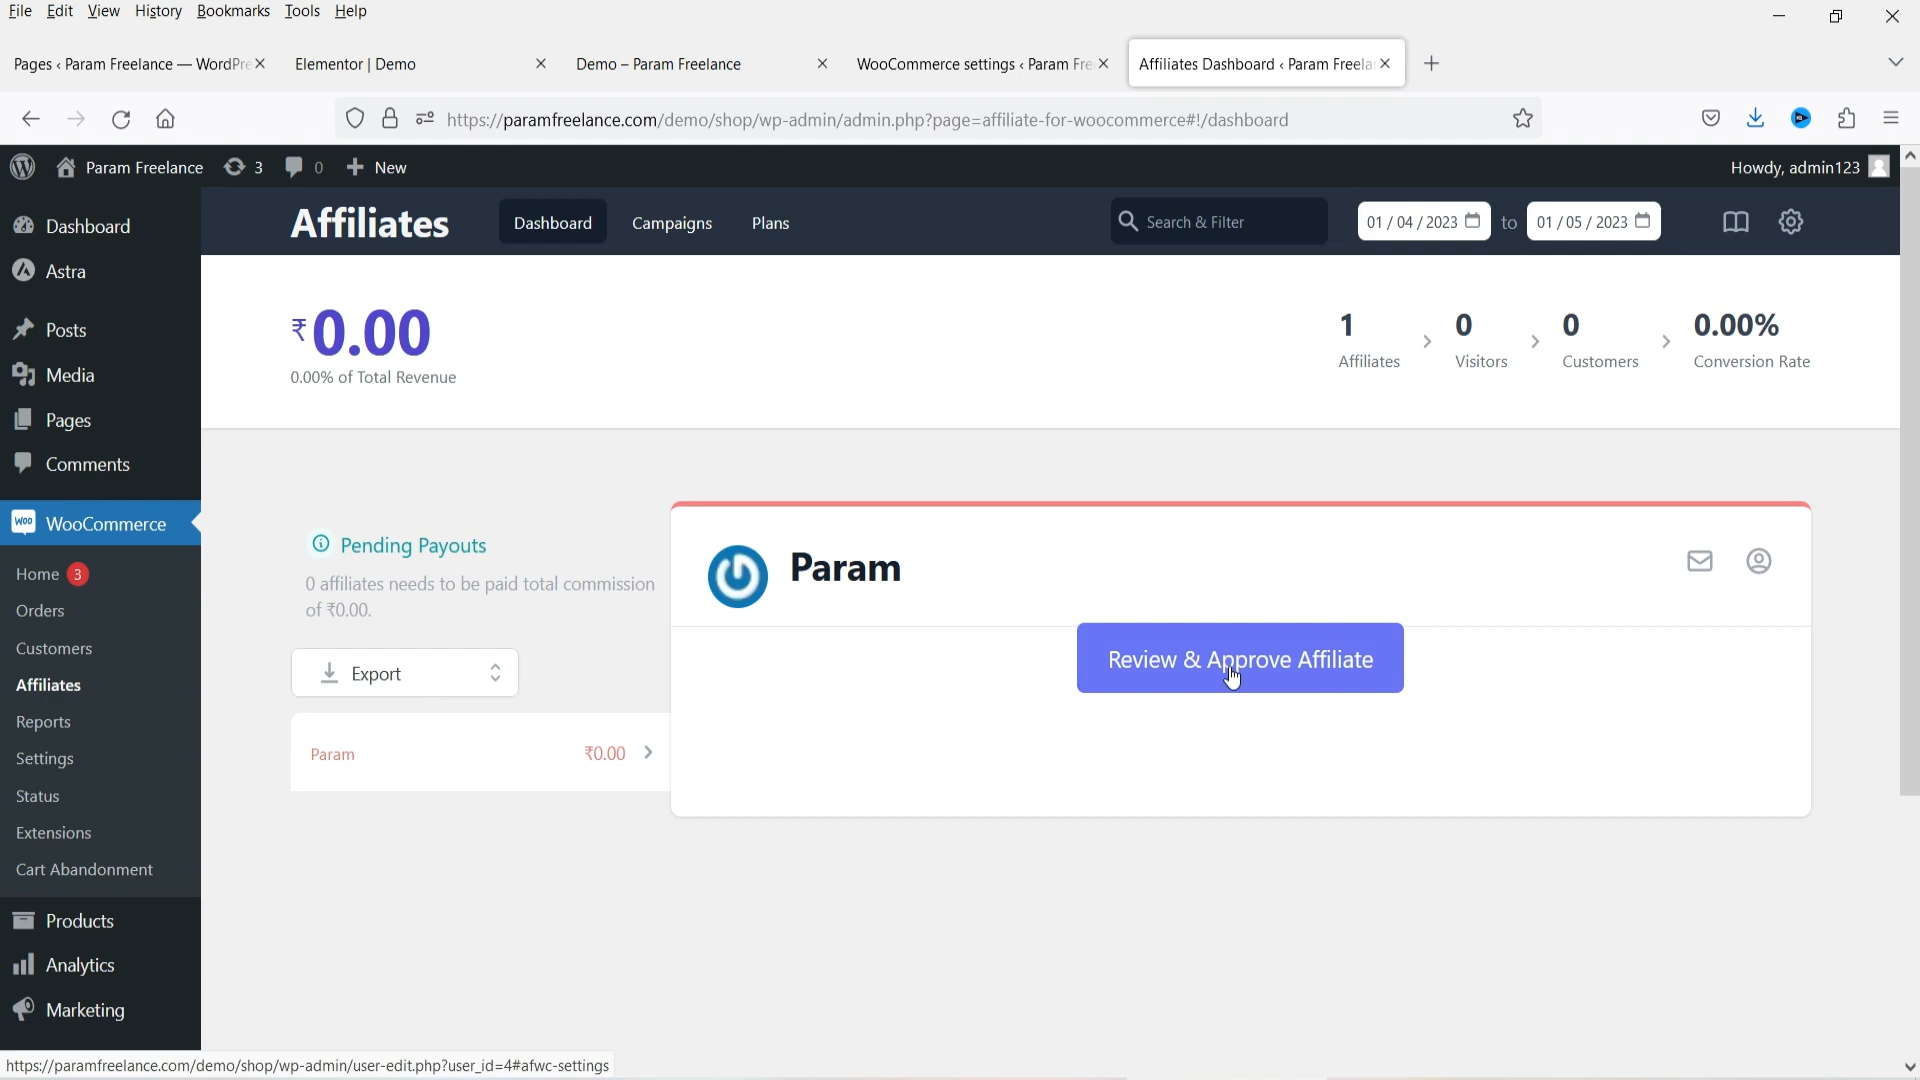 File Edit View History Bookmarks Tools Help
Pages ‹ Param Freelance — WordPre
Elementor | Demo
Demo – Param Freelance
WooCommerce settings ‹ Param Fre
Affiliates Dashboard ‹ Param Freela
https://paramfreelance.com/demo/shop/wp-admin/admin.php?page=affiliate-for-woocommerce#!/dashboard
Param Freelance 3 0 New
Howdy, admin123
Dashboard
Astra
Posts
Media
Pages
Comments
WooCommerce
Home 3
Orders
Customers
Affiliates
Reports
Settings
Status
Extensions
Cart Abandonment
Products
Analytics
Marketing
Affiliates
Dashboard
Campaigns
Plans
Search & Filter
01 / 04 / 2023 to 01 / 05 / 2023
₹0.00
0.00% of Total Revenue
1
Affiliates
0
Visitors
0
Customers
0.00%
Conversion Rate
Pending Payouts
0 affiliates needs to be paid total commission
of ₹0.00.
Export
Param ₹0.00
Param
Review & Approve Affiliate
https://paramfreelance.com/demo/shop/wp-admin/user-edit.php?user_id=4#afwc-settings